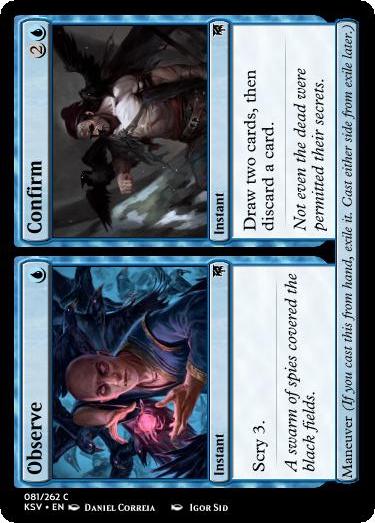 Observe
Instant
Scry 3.
A swarm of spies covered the
black fields.
Confirm
2
Instant
Draw two cards, then
discard a card.
Not even the dead were
permitted their secrets.
Maneuver (If you cast this from hand, exile it. Cast either side from exile later.)
081/262 C
KSV • EN DANIEL CORREIA IGOR SID